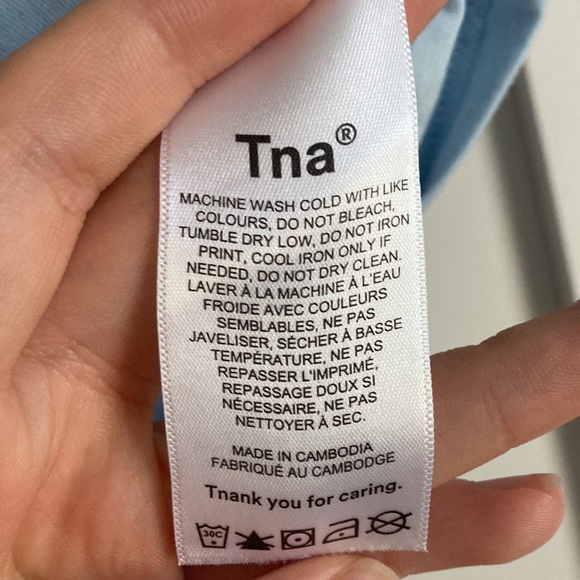 Tna®
MACHINE WASH COLD WITH LIKE
COLOURS, DO NOT BLEACH,
TUMBLE DRY LOW, DO NOT IRON
PRINT, COOL IRON ONLY IF
NEEDED, DO NOT DRY CLEAN.
LAVER À LA MACHINE À L'EAU
FROIDE AVEC COULEURS
SEMBLABLES, NE PAS
JAVELISER, SÉCHER À BASSE
TEMPÉRATURE, NE PAS
REPASSER L'IMPRIMÉ,
REPASSAGE DOUX SI
NÉCESSAIRE, NE PAS
NETTOYER À SEC.
MADE IN CAMBODIA
FABRIQUÉ AU CAMBODGE
Tnank you for caring.
30C